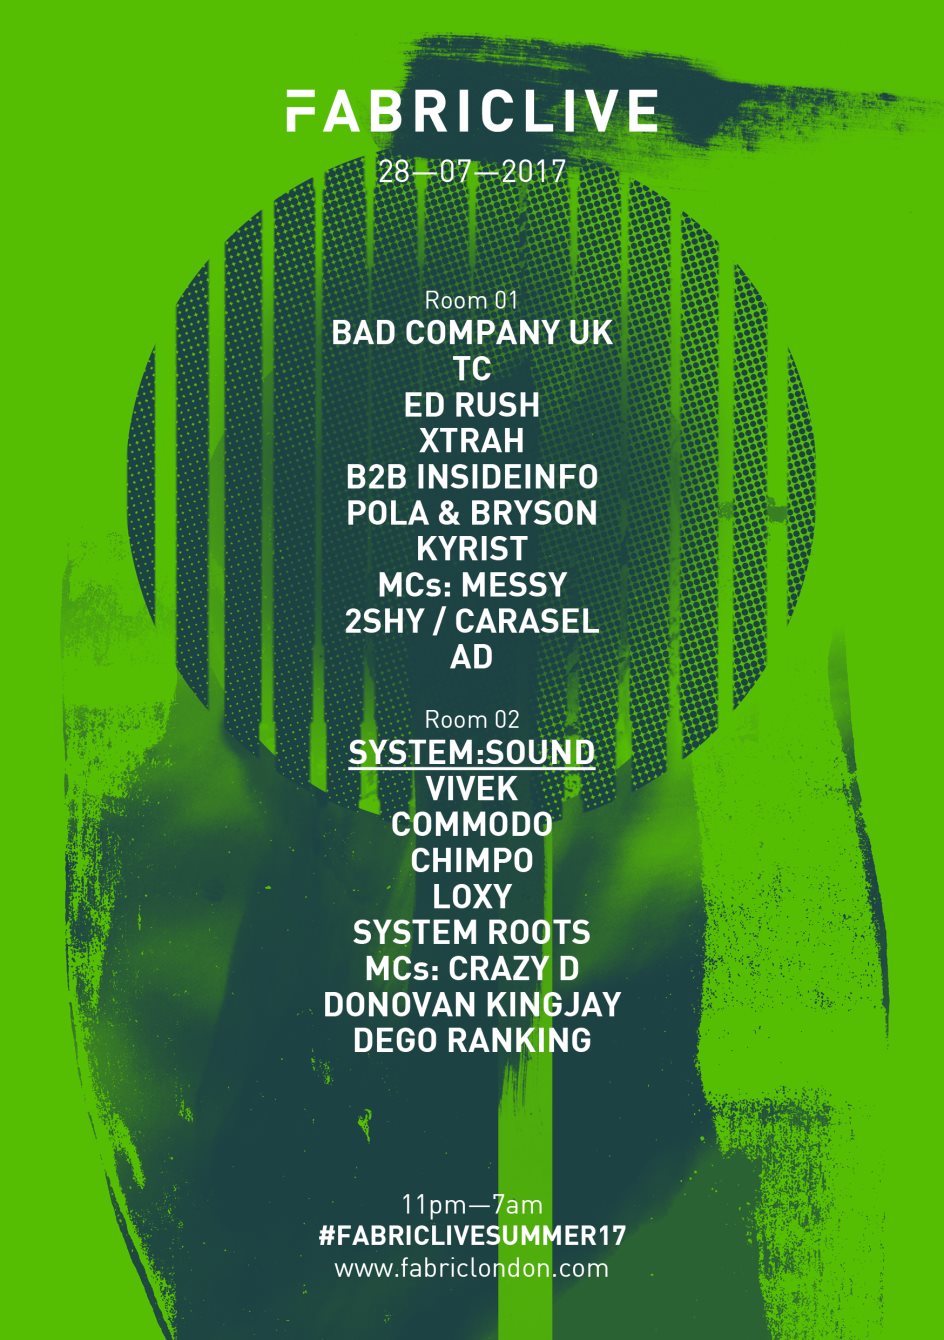 FABRICLIVE
28—07—2017
Room 01
BAD COMPANY UK
TC
ED RUSH
XTRAH
B2B INSIDEINFO
POLA & BRYSON
KYRIST
MCs: MESSY
2SHY / CARASEL
AD
Room 02
SYSTEM:SOUND
VIVEK
COMMODO
CHIMPO
LOXY
SYSTEM ROOTS
MCs: CRAZY D
DONOVAN KINGJAY
DEGO RANKING
11pm—7am
#FABRICLIVESUMMER17
www.fabriclondon.com